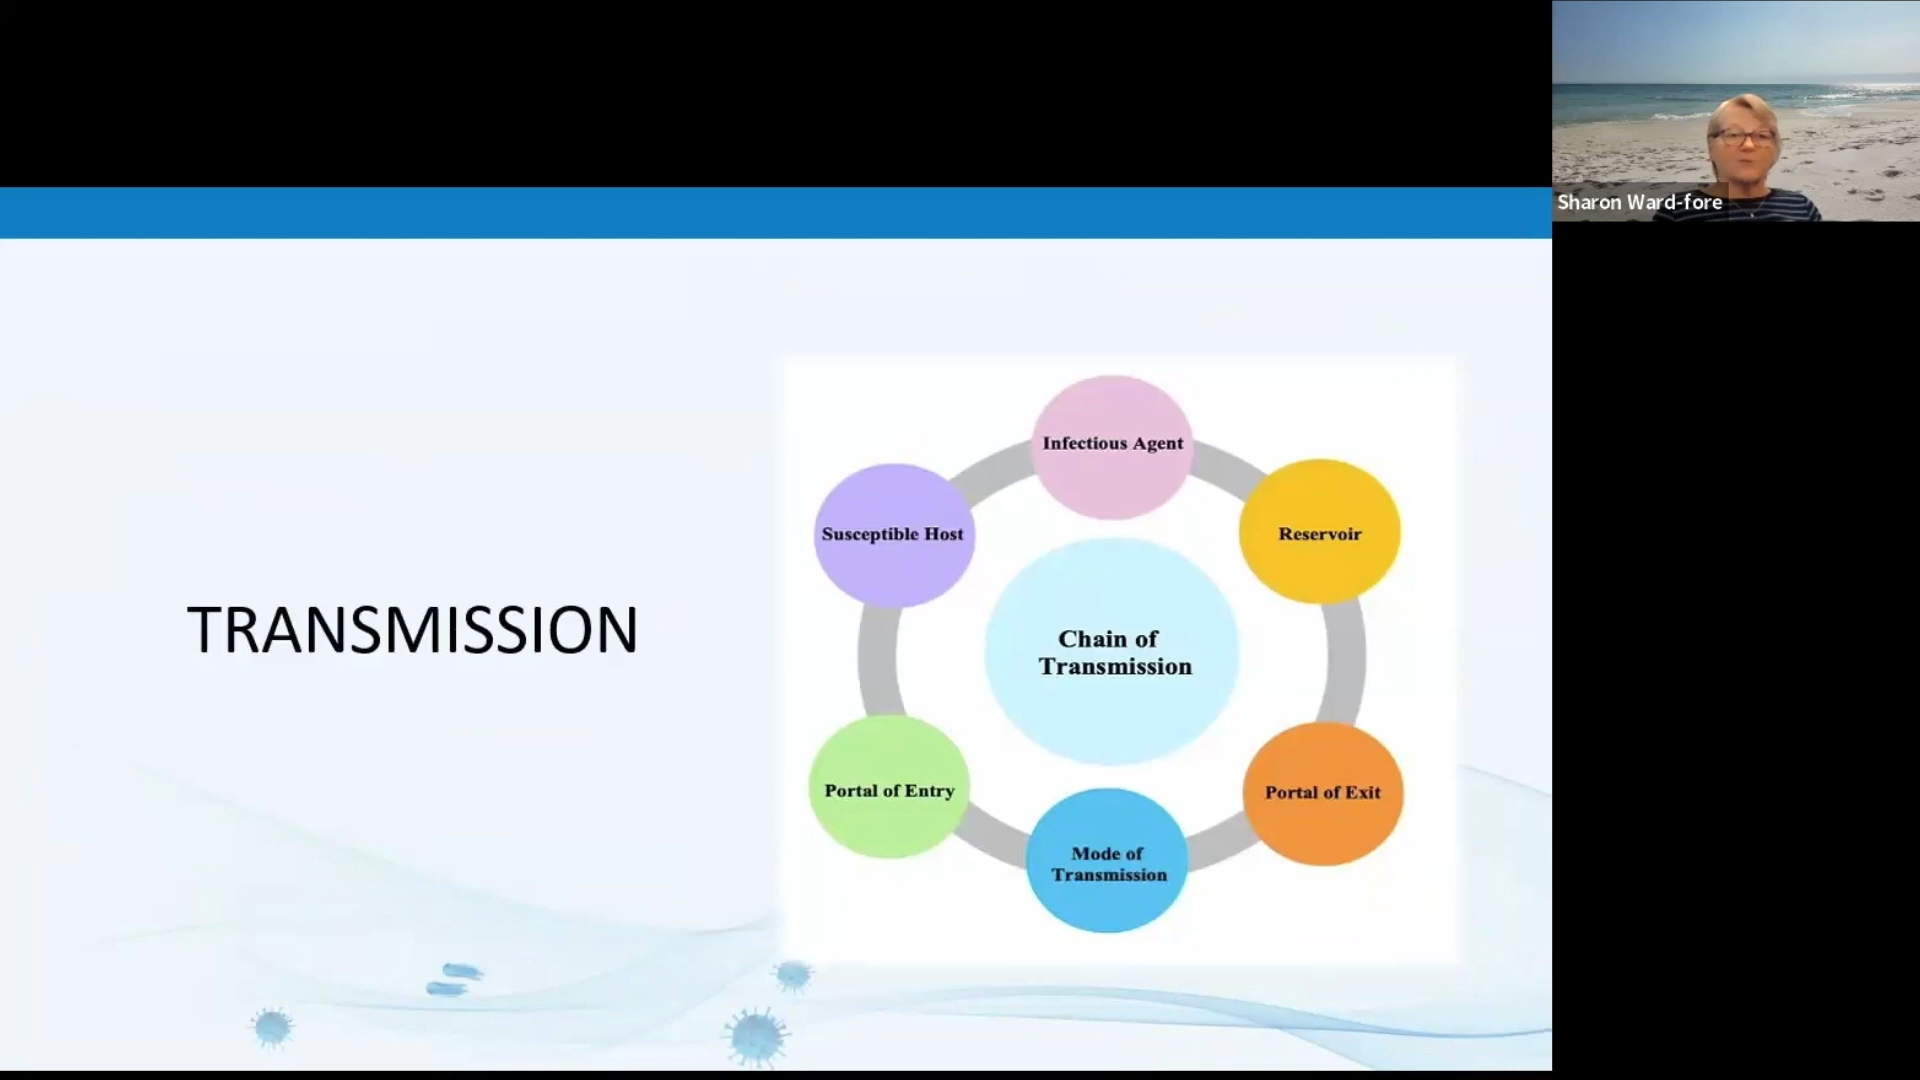 Sharon Ward-fore
TRANSMISSION
Infectious Agent
Reservoir
Portal of Exit
Mode of
Transmission
Portal of Entry
Susceptible Host
Chain of
Transmission